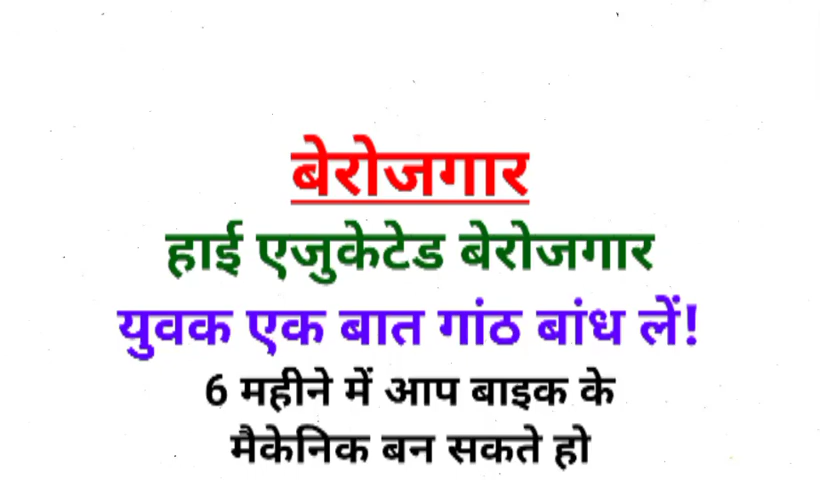 बेरोजगार
हाई एजुकेटेड बेरोजगार
युवक एक बात गांठ बांध लें!
6 महीने में आप बाइक के
मैकेनिक बन सकते हो